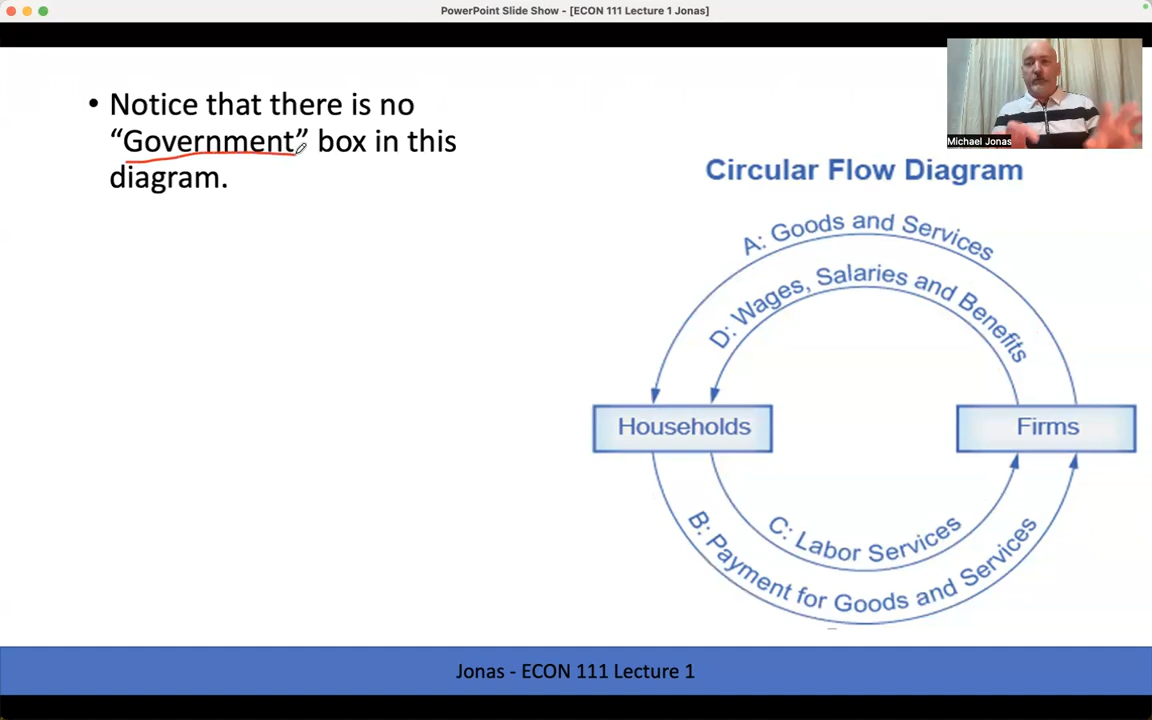 PowerPoint Slide Show - [ECON 111 Lecture 1 Jonas]
• Notice that there is no
“Government” box in this
diagram.
Michael Jonas
Circular Flow Diagram
A: Goods and Services
D: Wages, Salaries and Benefits
Households
Firms
C: Labor Services
B: Payment for Goods and Services
Jonas - ECON 111 Lecture 1